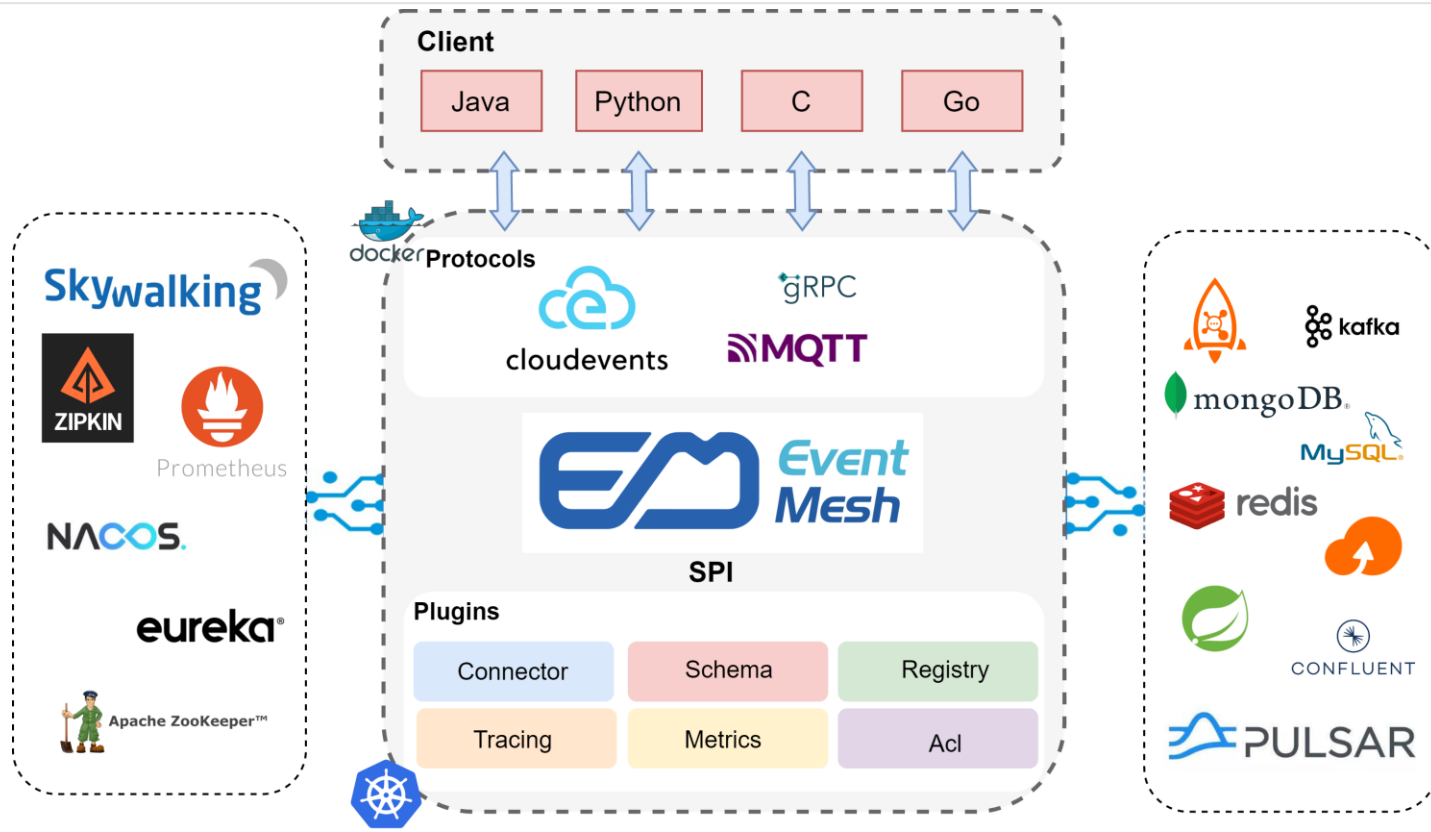 Client
Java
Python
C
Go
docker
Protocols
cloudevents
gRPC
MQTT
Event
Mesh
SPI
Plugins
Connector
Schema
Registry
Tracing
Metrics
Acl
Skywalking
ZIPKIN
Prometheus
NACOS.
eureka®
Apache ZooKeeper™
kafka
mongoDB®
MySQL®
redis
CONFLUENT
PULSAR